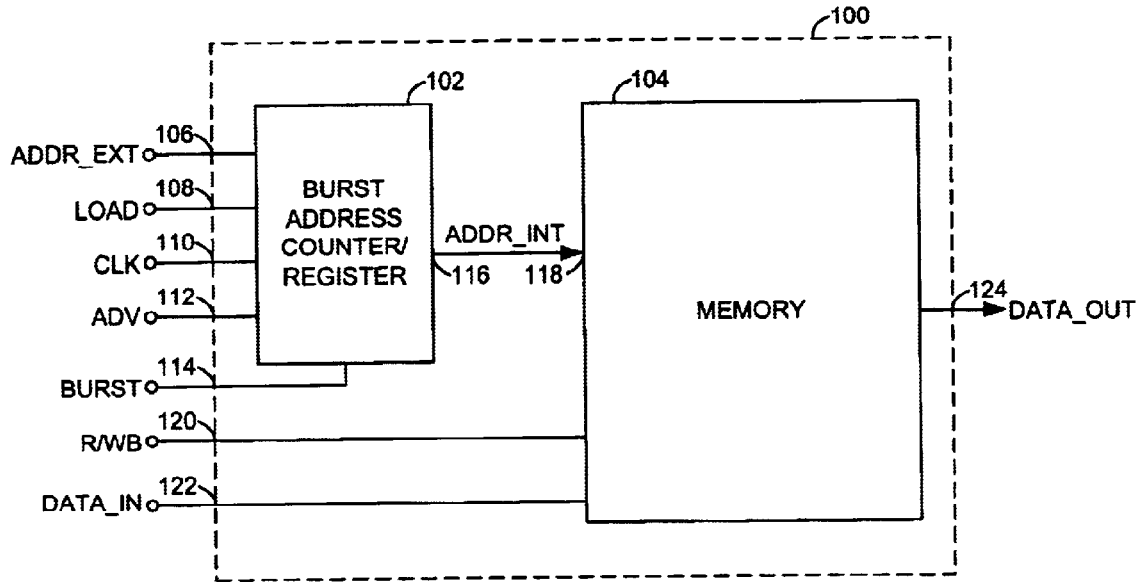 100
102
104
106
ADDR_EXT
108
LOAD
BURST
ADDRESS
COUNTER/
REGISTER
110
CLK
ADDR_INT
116
118
112
ADV
MEMORY
124
DATA_OUT
114
BURST
120
R/WB
122
DATA_IN